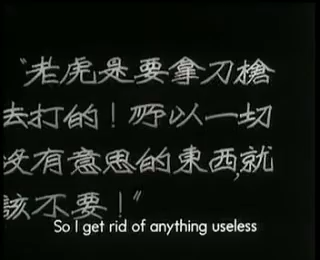 "老虎是要拿刀槍
去打的！所以一切
没有意思的東西,就
該不要！"
So I get rid of anything useless